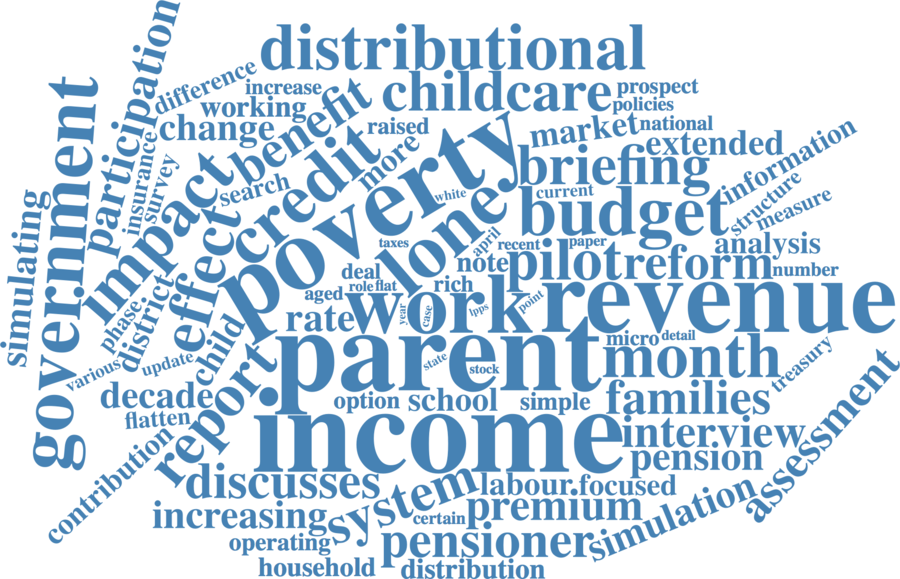 distributional
participation
difference
increase
childcare
prospect
policies
working
benefit
government
insurance
survey
change
raised
more
market
national
extended
information
impact
credit
search
poverty
white
briefing
current
structure
measure
simulating
effect
lone
budget
taxes
april
recent
paper
analysis
number
phase
district
deal
role
flat
note
pilot
reform
aged
rich
work
revenue
rate
year
case
lpps
point
micro
detail
various
update
child
parent
state
stock
month
treasury
decade
flatten
report
option
school
simple
families
assessment
contribution
income
interview
pension
discusses
system
labour
focused
increasing
certain
premium
simulation
operating
pensioner
household
distribution